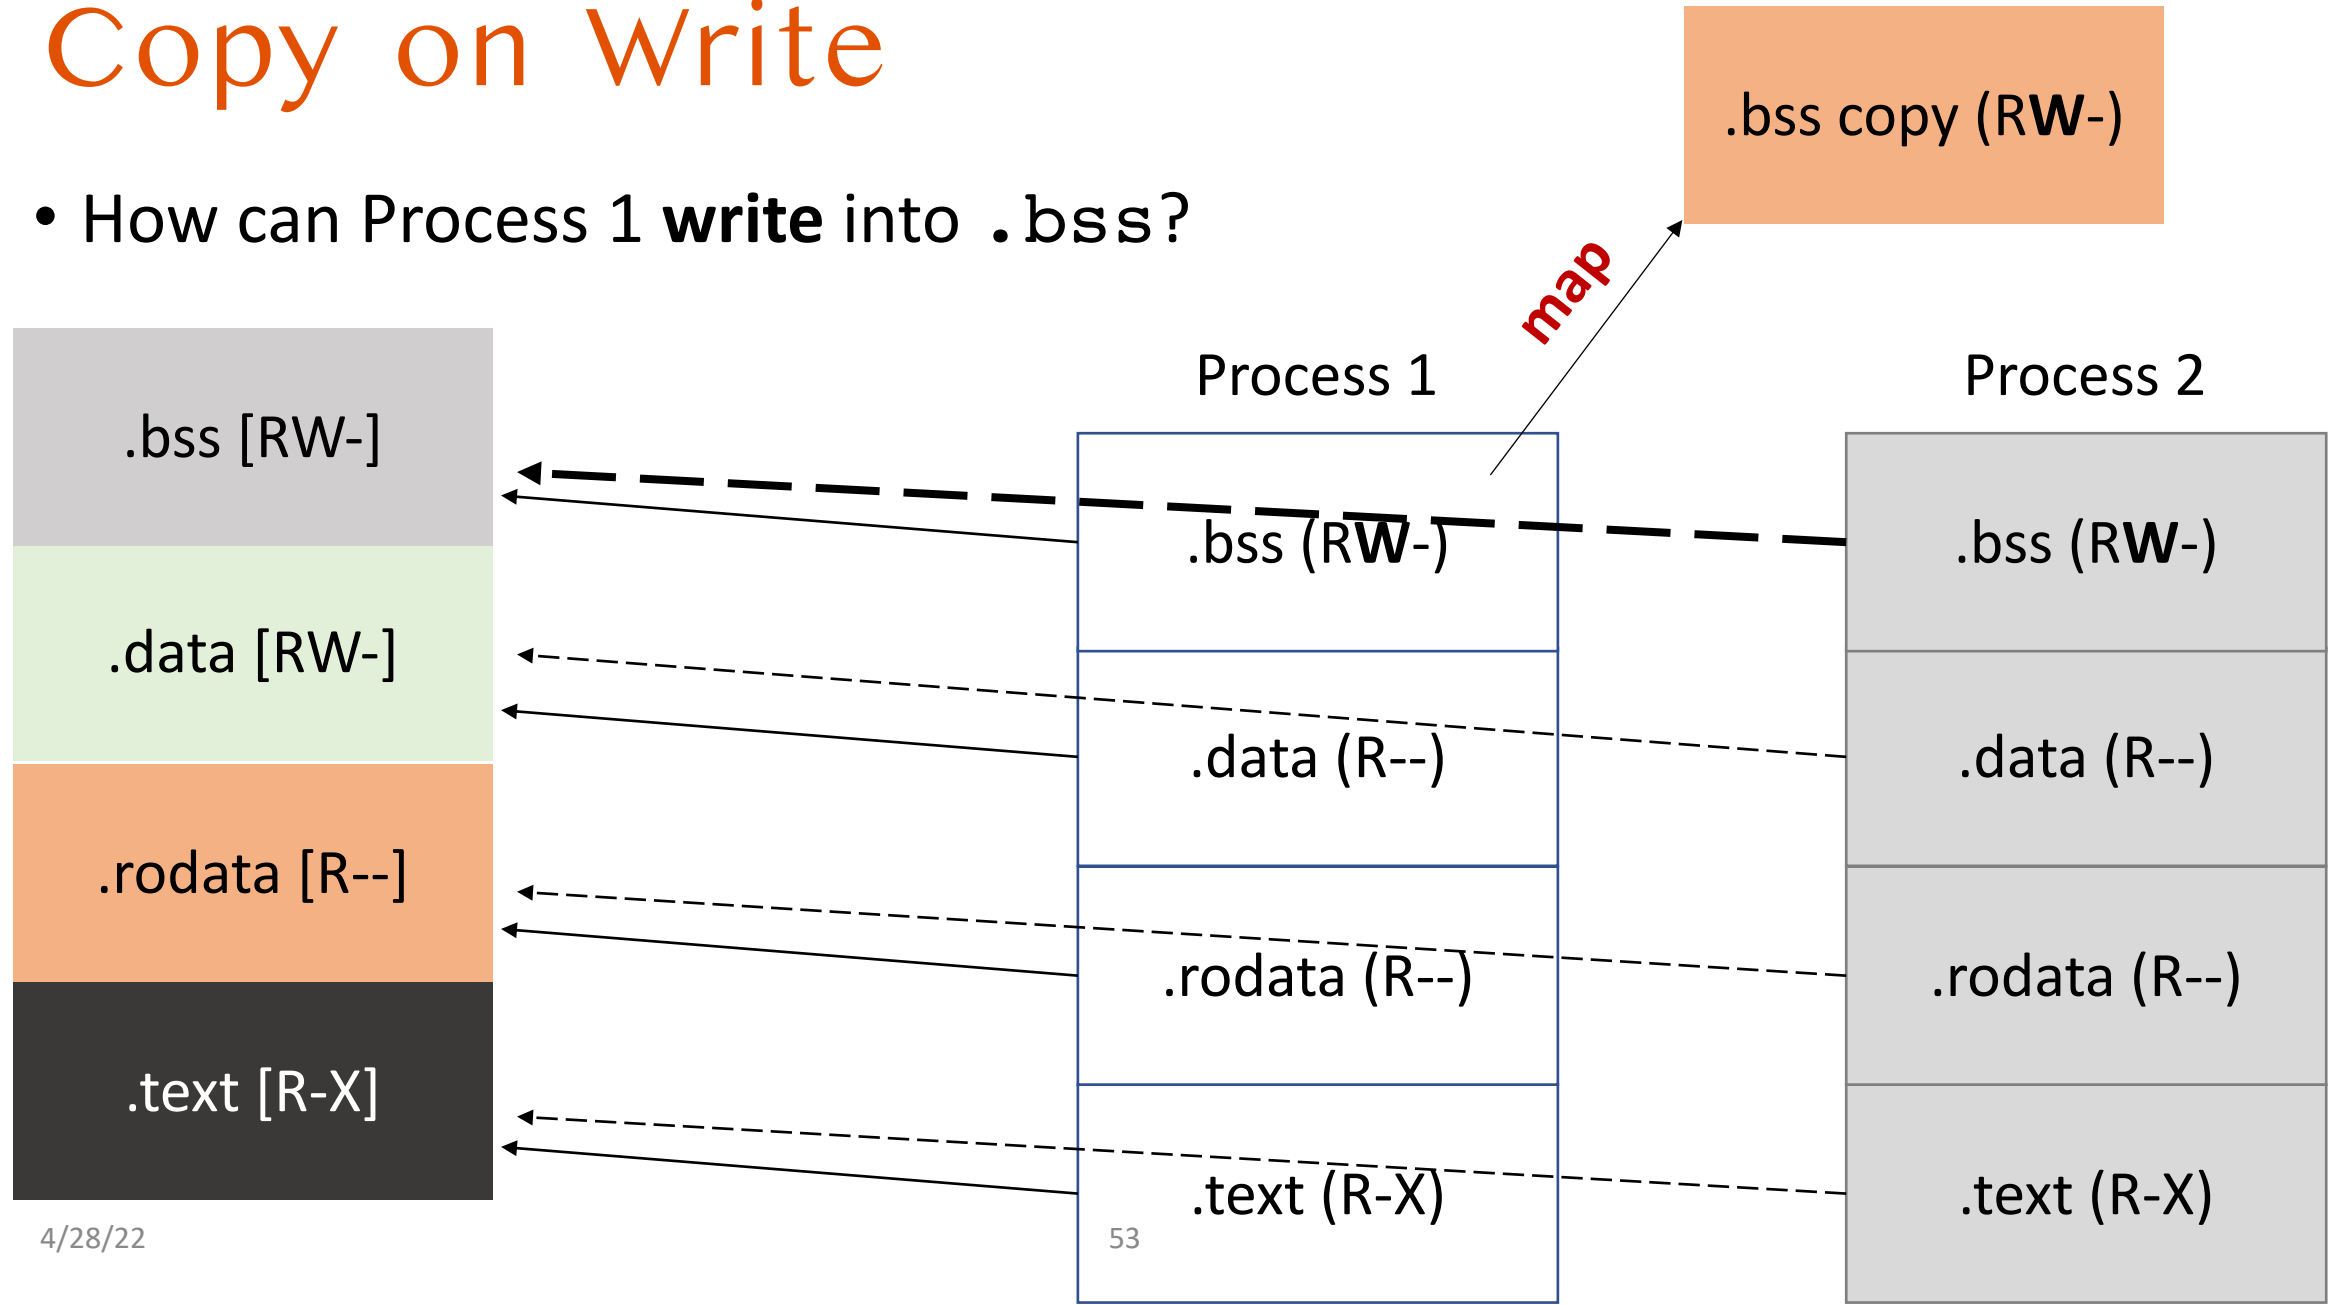 Copy on Write
.bss copy (RW-)
• How can Process 1 write into .bss?
map
Process 1
Process 2
.bss [RW-]
.data [RW-]
.rodata [R--]
.text [R-X]
.bss (RW-)
.data (R--)
.rodata (R--)
.text (R-X)
.bss (RW-)
.data (R--)
.rodata (R--)
.text (R-X)
4/28/22
53